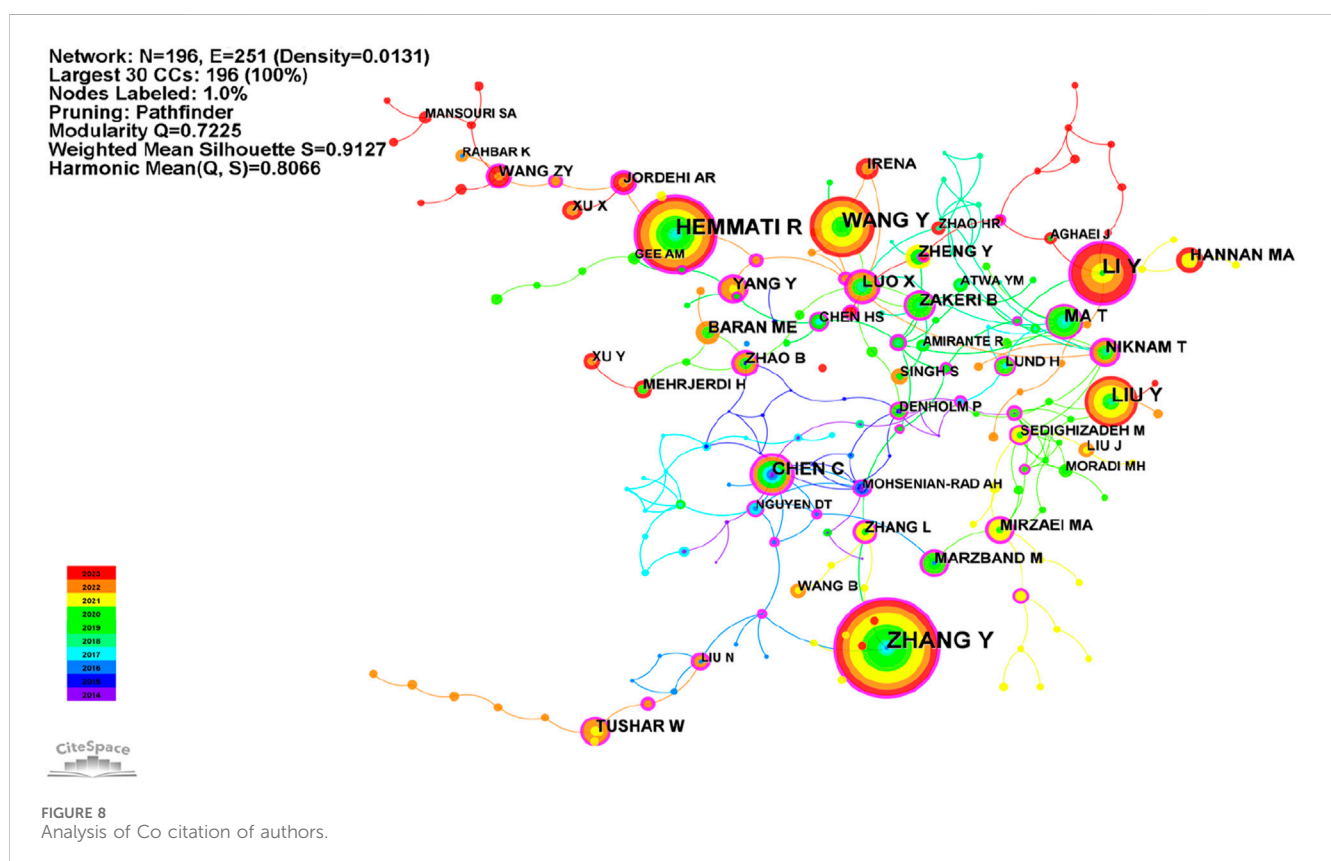 Network: N=196, E=251 (Density=0.0131)
Largest 30 CCs: 196 (100%)
Nodes Labeled: 1.0%
Pruning: Pathfinder
Modularity Q=0.7225
Weighted Mean Silhouette S=0.9127
Harmonic Mean(Q, S)=0.8066
MANSOURI SA
RAHBAR K
WANG ZY
JORDEHI AR
IRENA
XU X
HEMMATI R
WANG Y
ZHAO HR
AGHAEI J
GEE AM
ZHENG Y
LI Y
HANNAN MA
YANG Y
LUO X
ATWA YM
ZAKERI B
CHEN HS
MA T
BARAN ME
AMIRANTE R
NIKNAM T
XU Y
ZHAO B
LUND H
SINGH S
MEHRJERDI H
LIU Y
DENHOLM P
SEDIGHIZADEH M
LIU J
CHEN C
MORADI MH
MOHSENIAN-RAD AH
NGUYEN DT
ZHANG L
MIRZAEI MA
MARZBAND M
WANG B
ZHANG Y
LIU N
TUSHAR W
2023
2022
2021
2020
2019
2018
2017
2016
2015
2014
CiteSpace
FIGURE 8
Analysis of Co citation of authors.